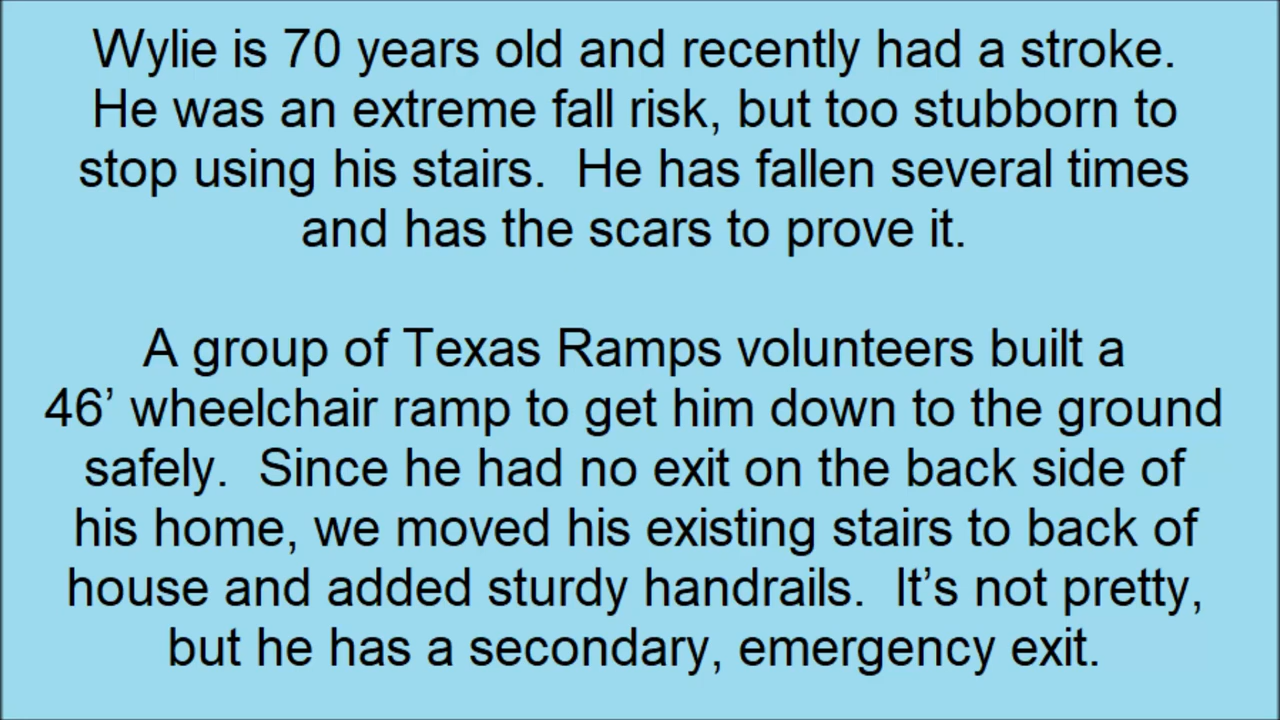 Wylie is 70 years old and recently had a stroke.
He was an extreme fall risk, but too stubborn to
stop using his stairs.  He has fallen several times
and has the scars to prove it.
A group of Texas Ramps volunteers built a
46’ wheelchair ramp to get him down to the ground
safely.  Since he had no exit on the back side of
his home, we moved his existing stairs to back of
house and added sturdy handrails.  It’s not pretty,
but he has a secondary, emergency exit.